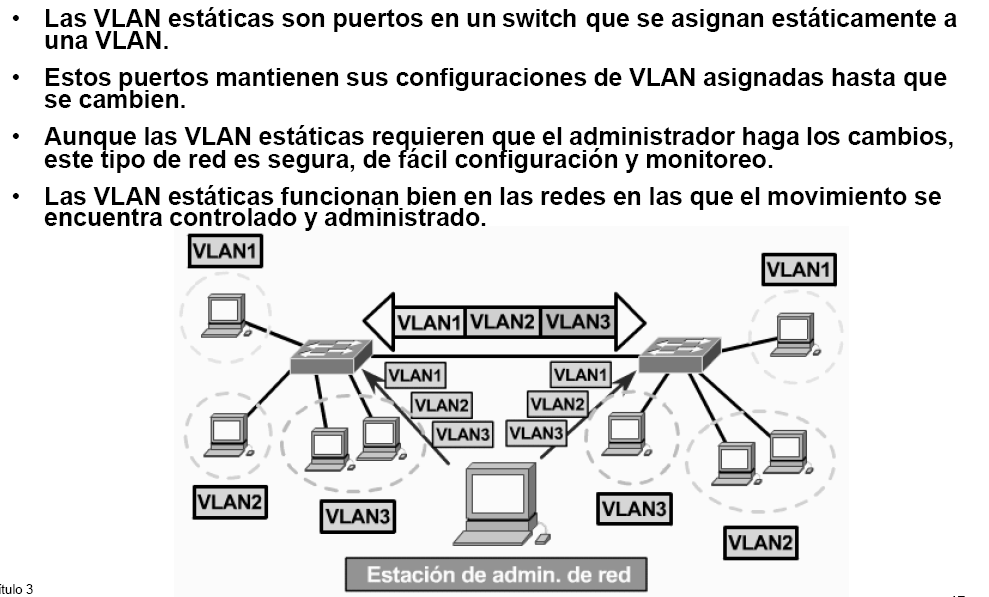 • Las VLAN estáticas son puertos en un switch que se asignan estáticamente a
una VLAN.
• Estos puertos mantienen sus configuraciones de VLAN asignadas hasta que
se cambien.
• Aunque las VLAN estáticas requieren que el administrador haga los cambios,
este tipo de red es segura, de fácil configuración y monitoreo.
• Las VLAN estáticas funcionan bien en las redes en las que el movimiento se
encuentra controlado y administrado.
VLAN1
VLAN1
VLAN1 VLAN2 VLAN3
VLAN1
VLAN2
VLAN3
VLAN1
VLAN2
VLAN3
VLAN2
VLAN3
VLAN3
VLAN2
Estación de admin. de red
ítulo 3